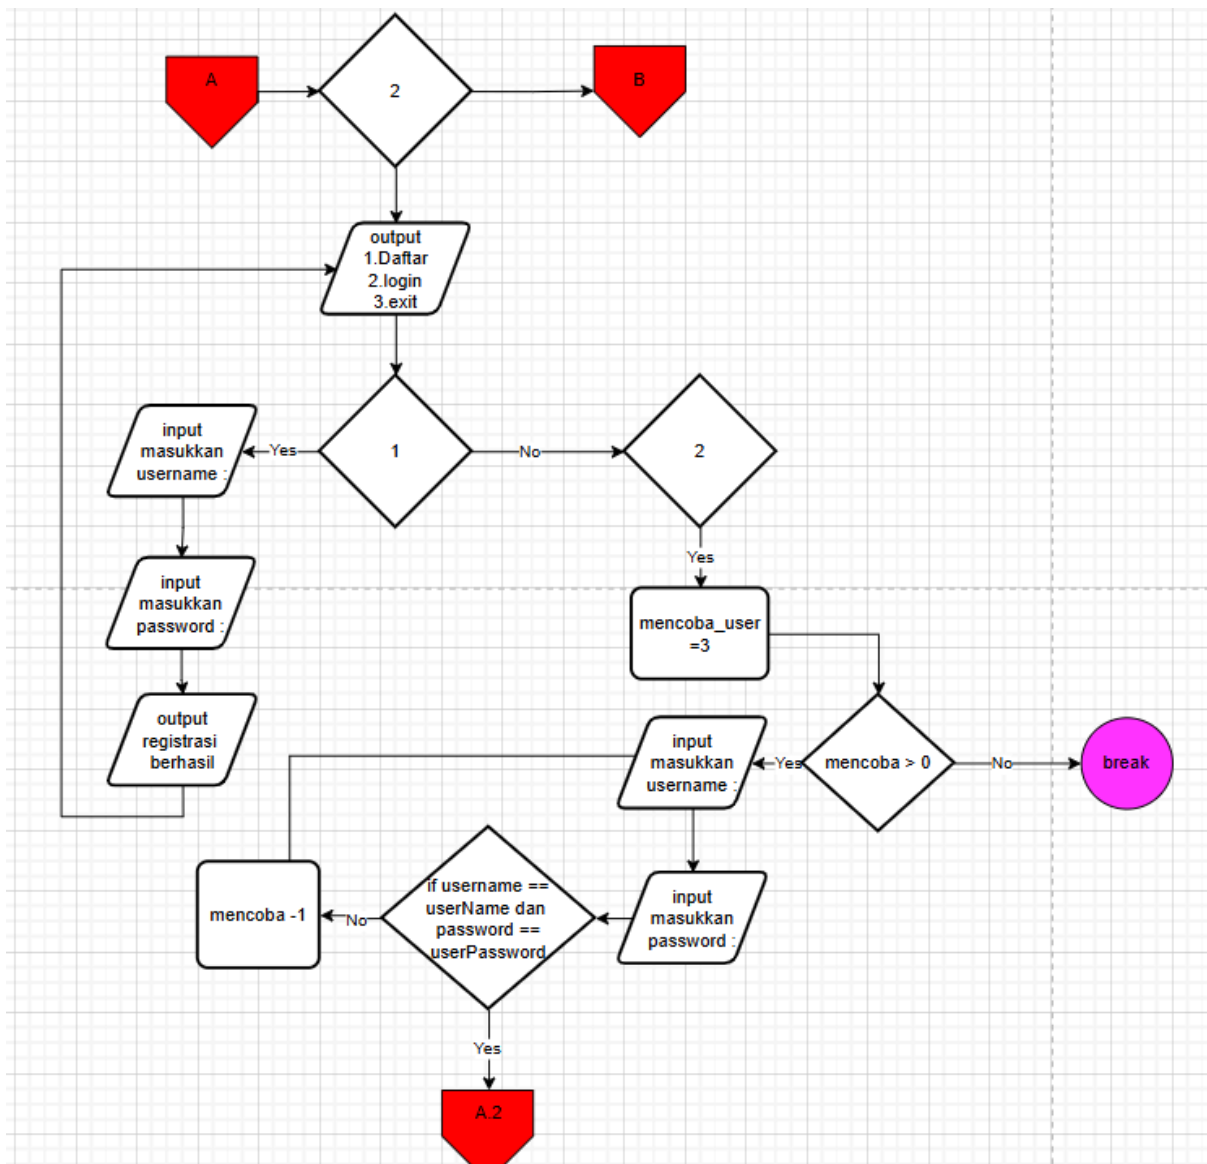 A
2
B
output
1.Daftar
2.login
3.exit
input
masukkan
username :
Yes
1
No
2
Yes
input
masukkan
password :
mencoba_user
=3
output
registrasi
berhasil
input
masukkan
username :
Yes
mencoba > 0
No
break
mencoba -1
No
if username ==
userName dan
password ==
userPassword
input
masukkan
password :
Yes
A.2